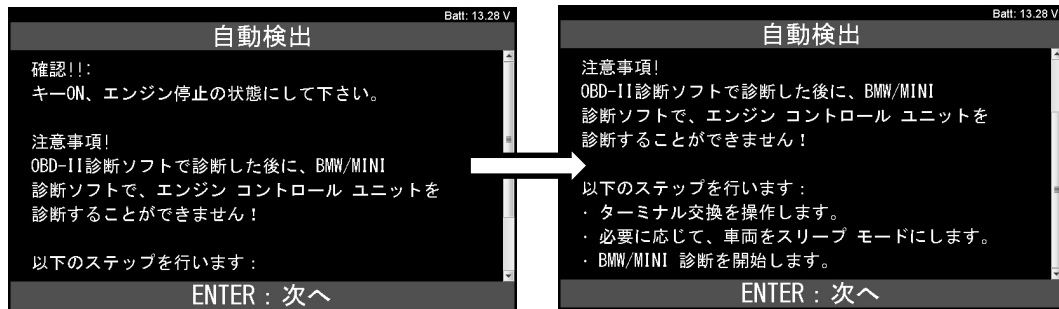 Batt: 13.28 V
自動検出
確認!!:
キーON、エンジン停止の状態にして下さい。
注意事項!
OBD-II診断ソフトで診断した後に、BMW/MINI
診断ソフトで、エンジン コントロール ユニットを
診断することができません！
以下のステップを行います：
ENTER：次へ
Batt: 13.28 V
自動検出
注意事項!
OBD-II診断ソフトで診断した後に、BMW/MINI
診断ソフトで、エンジン コントロール ユニットを
診断することができません！
以下のステップを行います：
・ ターミナル交換を操作します。
・ 必要に応じて、車両をスリープ モードにします。
・ BMW/MINI 診断を開始します。
ENTER：次へ